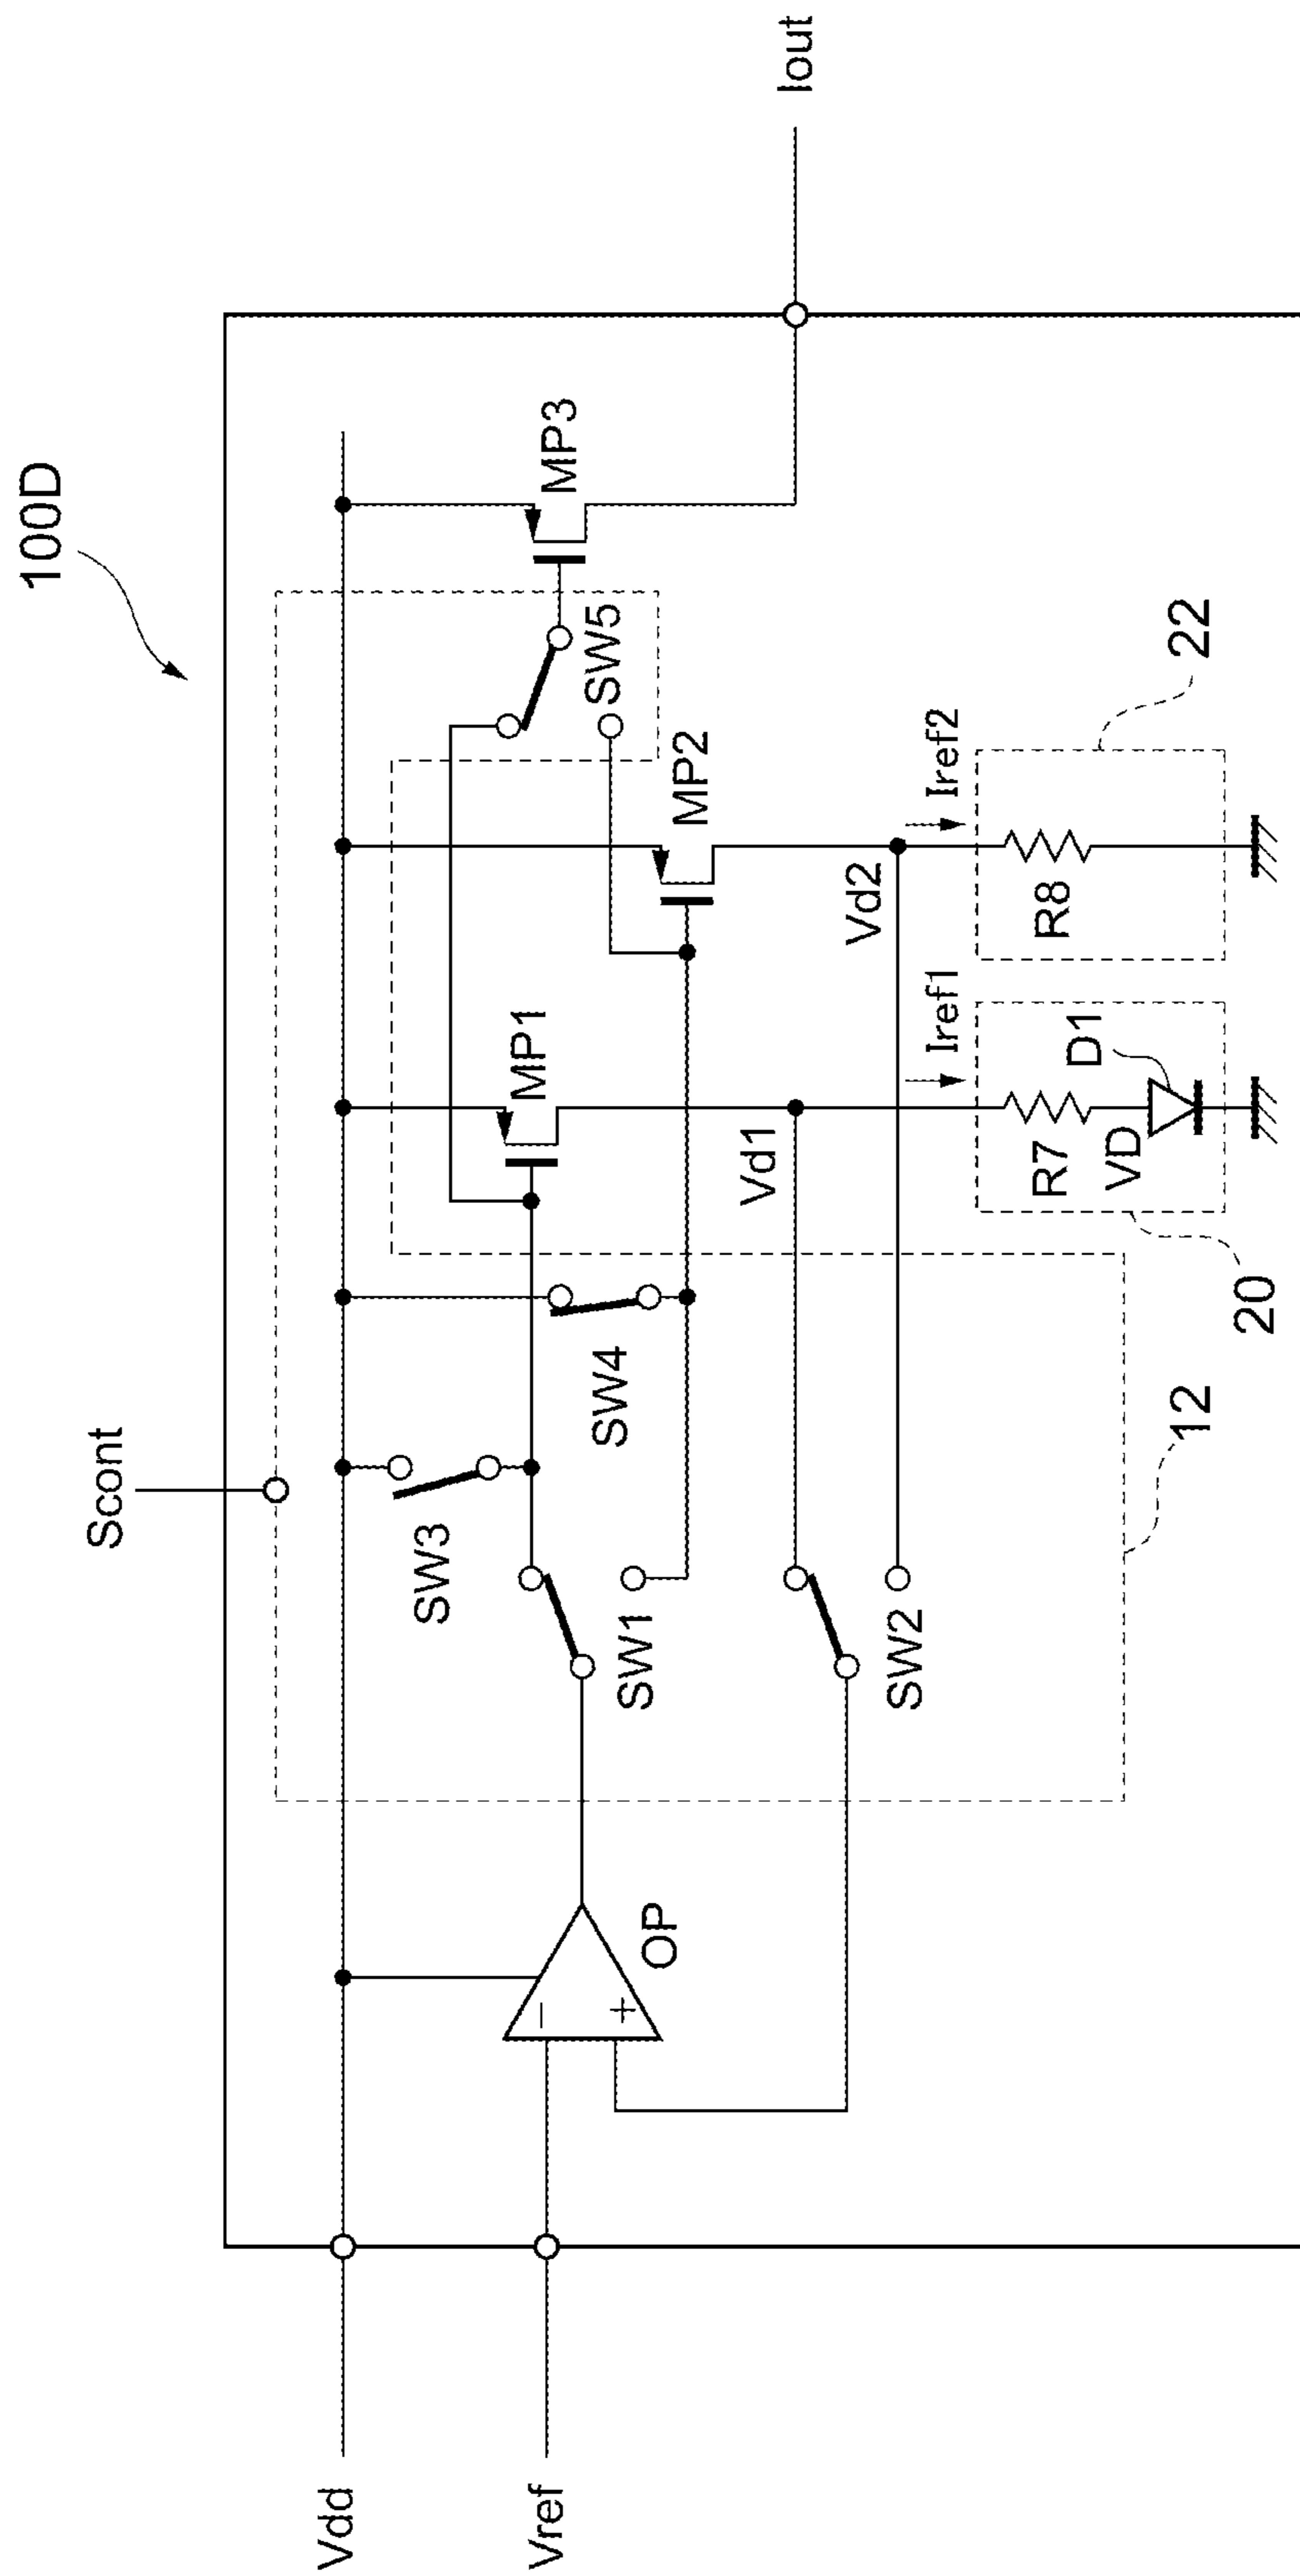 100D
Scont
Vdd
Vref
Iout
OP
SW3
SW4
SW1
SW2
SW5
MP1
MP2
MP3
Vd1
Vd2
Iref1
Iref2
R7
VD
D1
R8
12
20
22
−
+